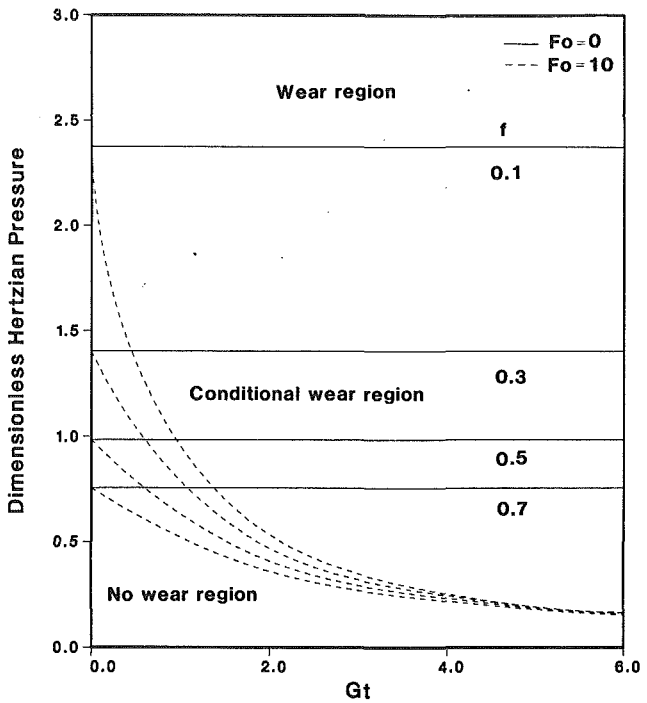 3.0
Fo=0
Fo=10
Wear region
2.5
f
0.1
2.0
1.5
0.3
Conditional wear region
1.0
0.5
0.7
0.5
No wear region
0.0
0.0
2.0
4.0
6.0
Gt
Dimensionless Hertzian Pressure